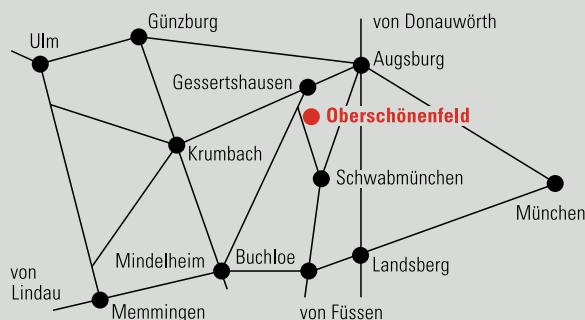 Günzburg
von Donauwörth
Ulm
Augsburg
Gessertshausen
Oberschönenfeld
Krumbach
Schwabmünchen
München
Mindelheim
Buchloe
Landsberg
von
Lindau
Memmingen
von Füssen